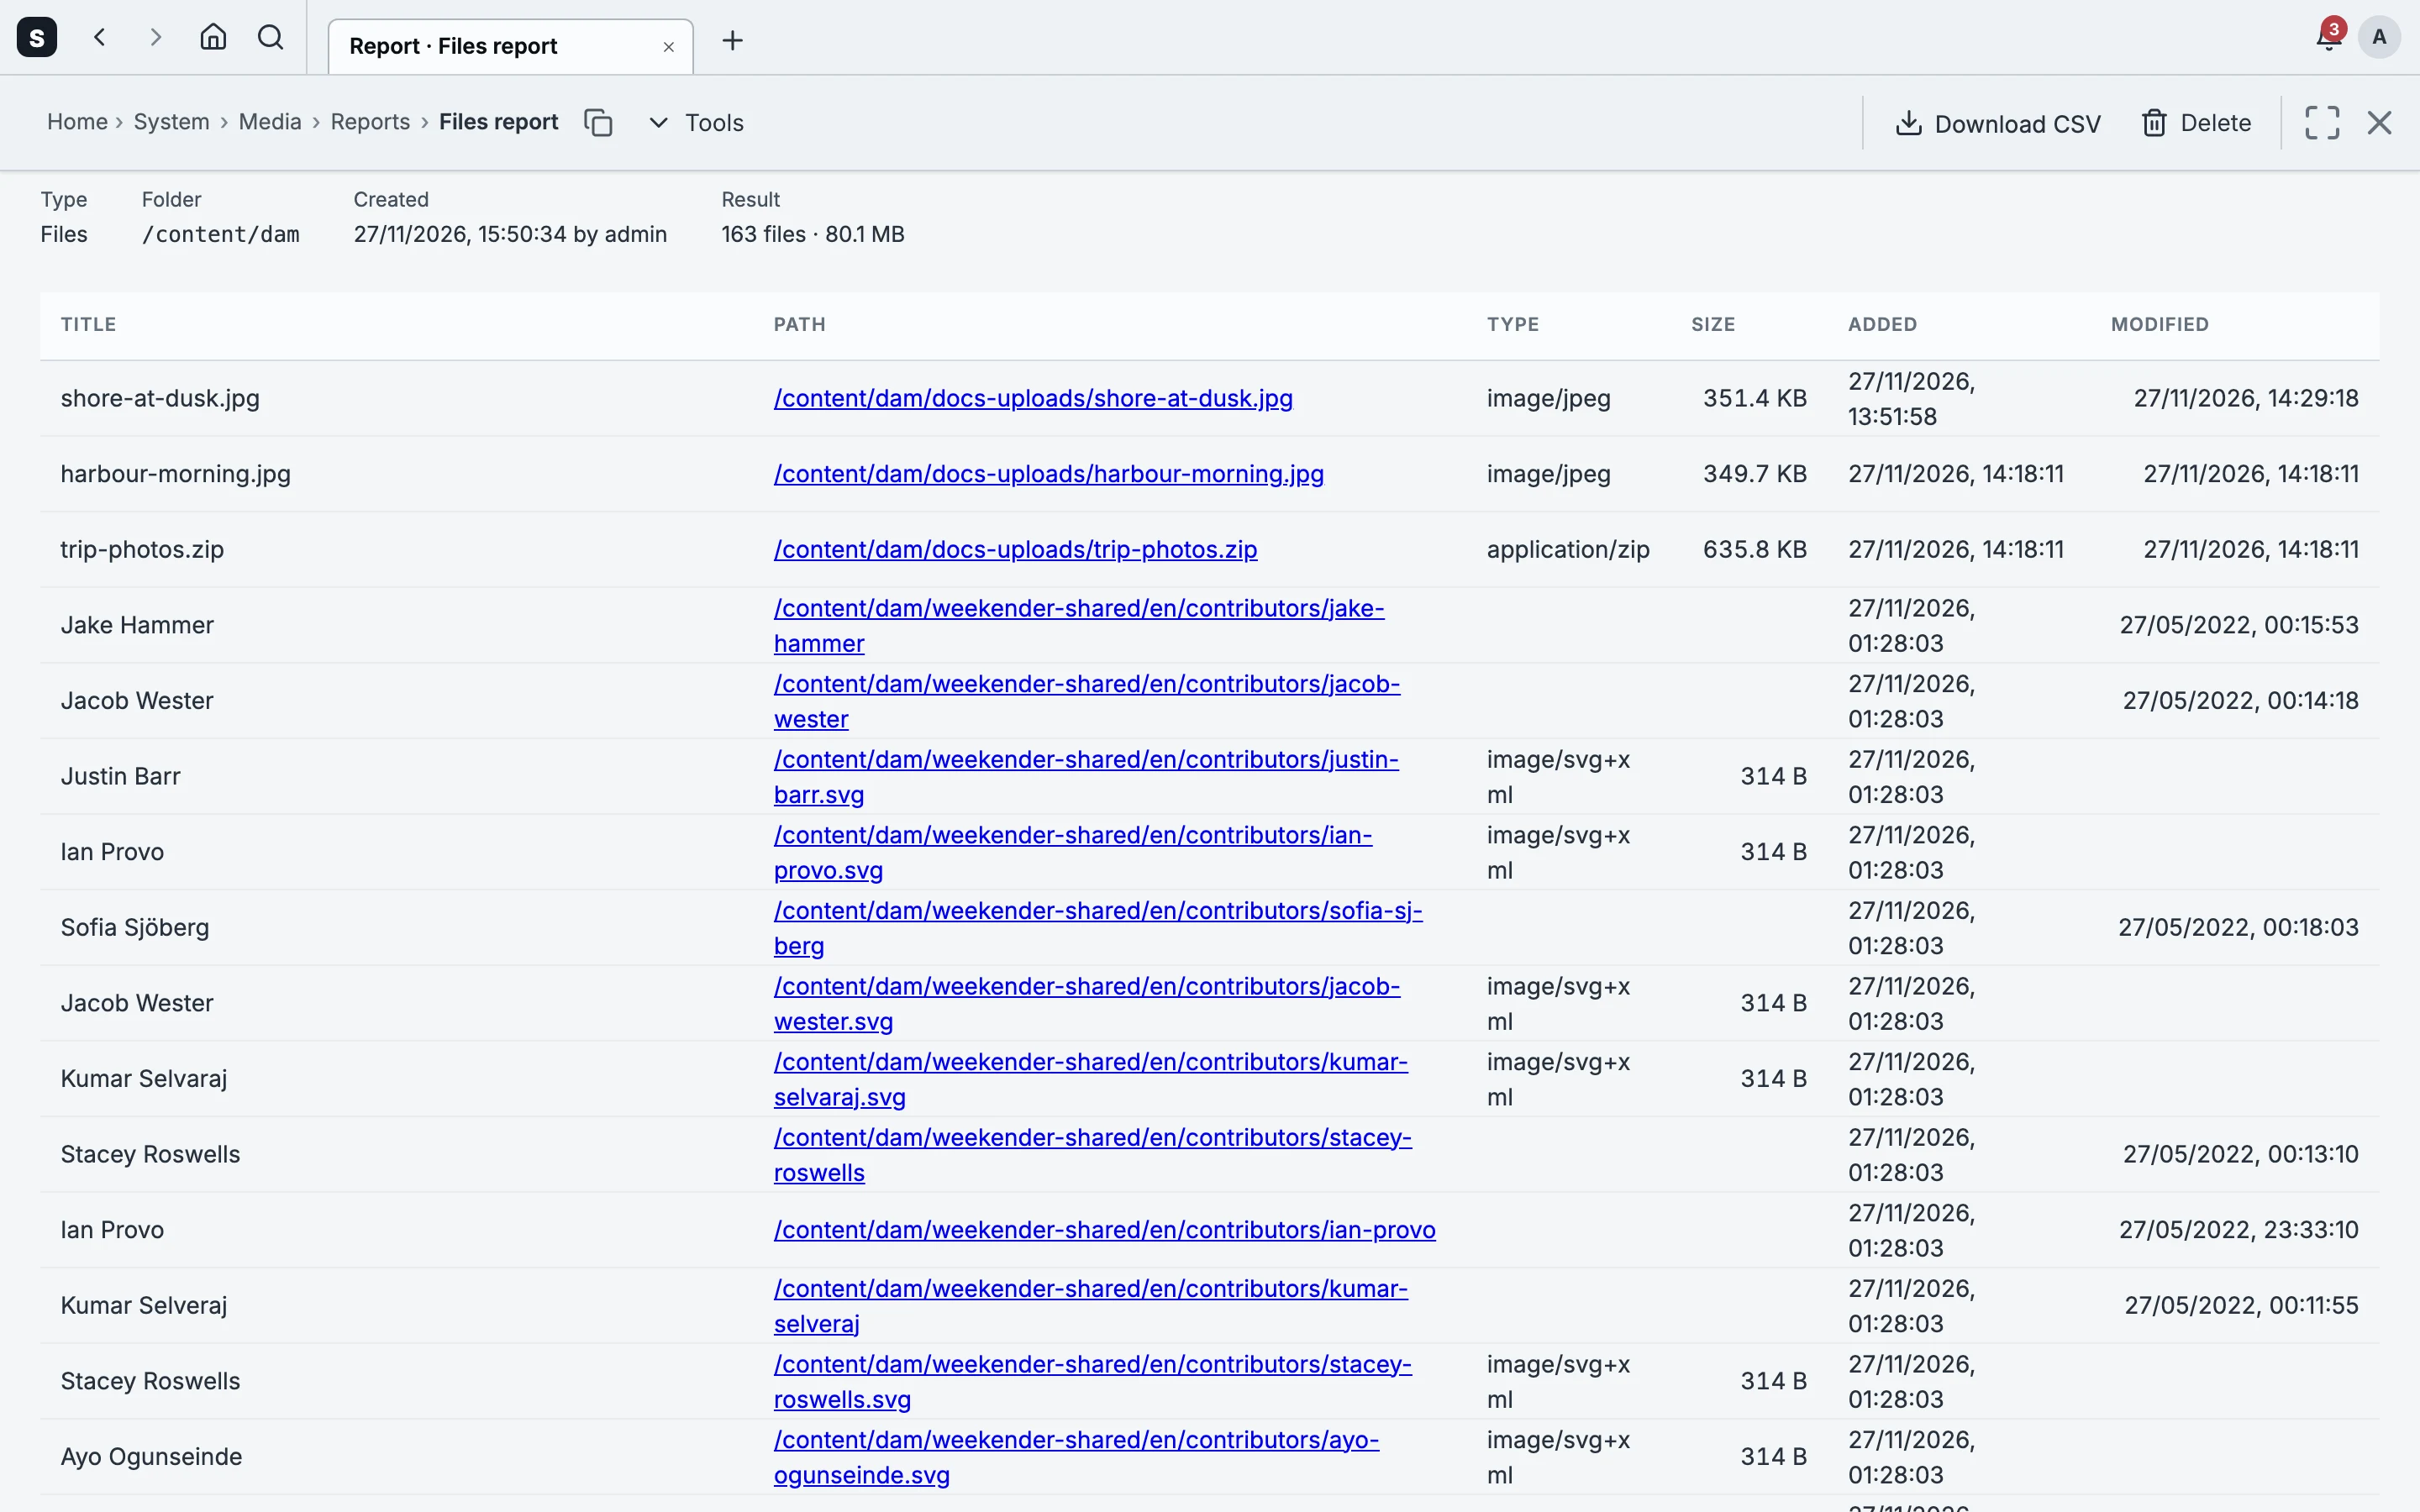 S
Report · Files report
3
A
Home › System › Media › Reports › Files report Tools Download CSV Delete
Type Folder Created Result
Files /content/dam 27/11/2026, 15:50:34 by admin 163 files · 80.1 MB
TITLE PATH TYPE SIZE ADDED MODIFIED
shore-at-dusk.jpg /content/dam/docs-uploads/shore-at-dusk.jpg image/jpeg 351.4 KB 27/11/2026, 27/11/2026, 14:29:18
13:51:58
harbour-morning.jpg /content/dam/docs-uploads/harbour-morning.jpg image/jpeg 349.7 KB 27/11/2026, 14:18:11 27/11/2026, 14:18:11
trip-photos.zip /content/dam/docs-uploads/trip-photos.zip application/zip 635.8 KB 27/11/2026, 14:18:11 27/11/2026, 14:18:11
Jake Hammer /content/dam/weekender-shared/en/contributors/jake- 27/11/2026, 27/05/2022, 00:15:53
hammer 01:28:03
Jacob Wester /content/dam/weekender-shared/en/contributors/jacob- 27/11/2026, 27/05/2022, 00:14:18
wester 01:28:03
Justin Barr /content/dam/weekender-shared/en/contributors/justin- image/svg+x 314 B 27/11/2026,
barr.svg ml 01:28:03
Ian Provo /content/dam/weekender-shared/en/contributors/ian- image/svg+x 314 B 27/11/2026,
provo.svg ml 01:28:03
Sofia Sjöberg /content/dam/weekender-shared/en/contributors/sofia-sj- 27/11/2026, 27/05/2022, 00:18:03
berg 01:28:03
Jacob Wester /content/dam/weekender-shared/en/contributors/jacob- image/svg+x 314 B 27/11/2026,
wester.svg ml 01:28:03
Kumar Selvaraj /content/dam/weekender-shared/en/contributors/kumar- image/svg+x 314 B 27/11/2026,
selvaraj.svg ml 01:28:03
Stacey Roswells /content/dam/weekender-shared/en/contributors/stacey- 27/11/2026, 27/05/2022, 00:13:10
roswells 01:28:03
Ian Provo /content/dam/weekender-shared/en/contributors/ian-provo 27/11/2026, 27/05/2022, 23:33:10
01:28:03
Kumar Selveraj /content/dam/weekender-shared/en/contributors/kumar- 27/11/2026, 27/05/2022, 00:11:55
selveraj 01:28:03
Stacey Roswells /content/dam/weekender-shared/en/contributors/stacey- image/svg+x 314 B 27/11/2026,
roswells.svg ml 01:28:03
Ayo Ogunseinde /content/dam/weekender-shared/en/contributors/ayo- image/svg+x 314 B 27/11/2026,
ogunseinde.svg ml 01:28:03